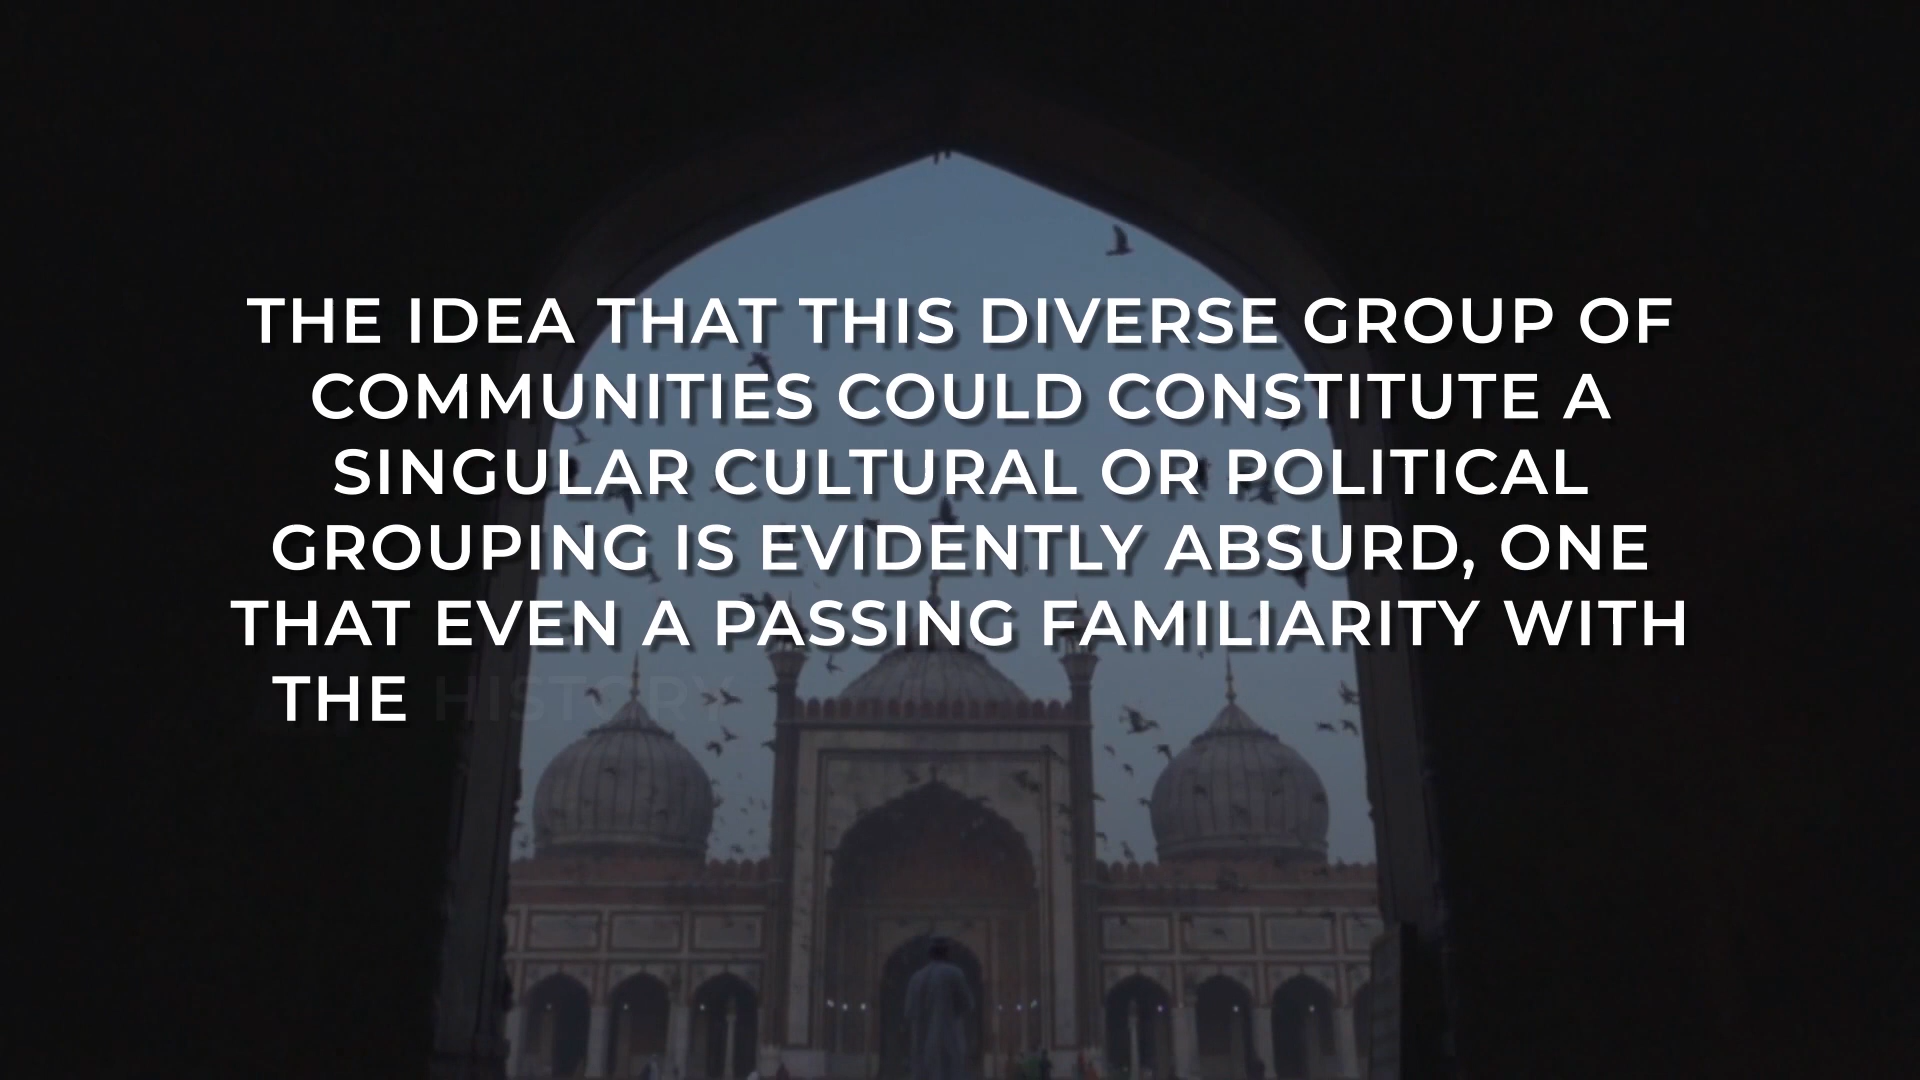 THE IDEA THAT THIS DIVERSE GROUP OF
COMMUNITIES COULD CONSTITUTE A
SINGULAR CULTURAL OR POLITICAL
GROUPING IS EVIDENTLY ABSURD, ONE
THAT EVEN A PASSING FAMILIARITY WITH
THE HISTORY